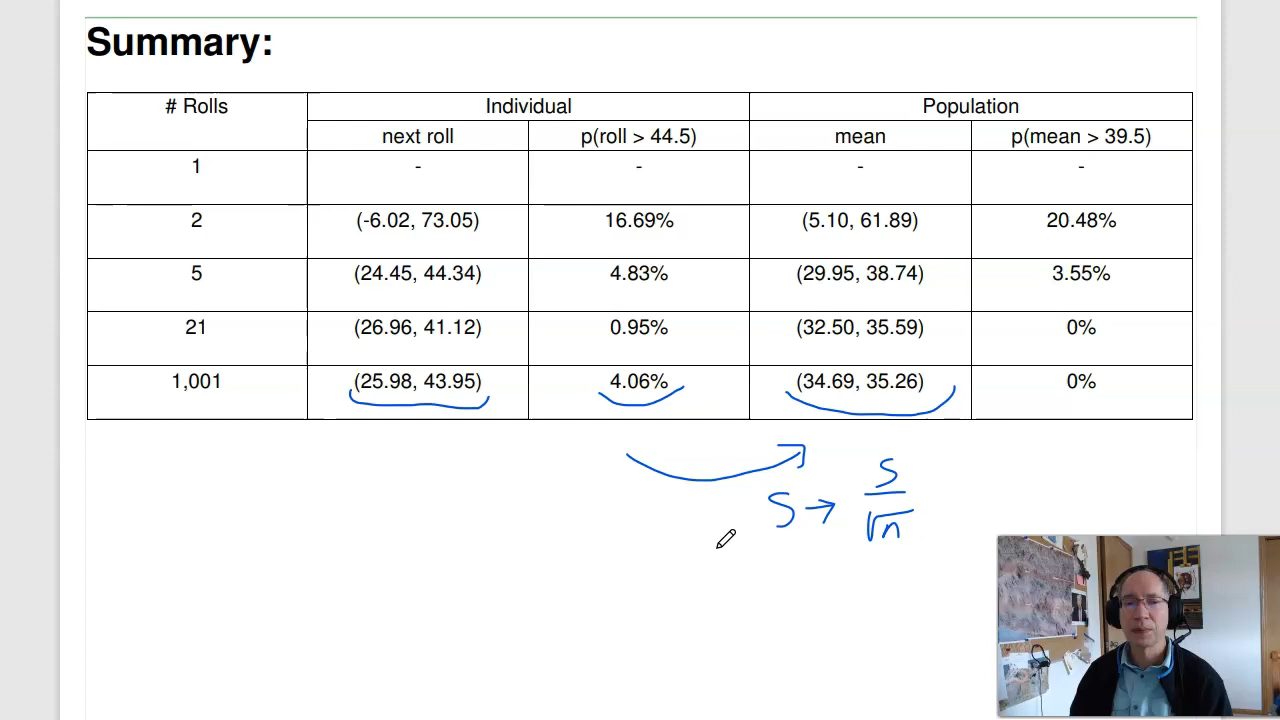 Summary:
# Rolls Individual Population
next roll p(roll > 44.5) mean p(mean > 39.5)
1 - - - -
2 (-6.02, 73.05) 16.69% (5.10, 61.89) 20.48%
5 (24.45, 44.34) 4.83% (29.95, 38.74) 3.55%
21 (26.96, 41.12) 0.95% (32.50, 35.59) 0%
1,001 (25.98, 43.95) 4.06% (34.69, 35.26) 0%
S → S/√n